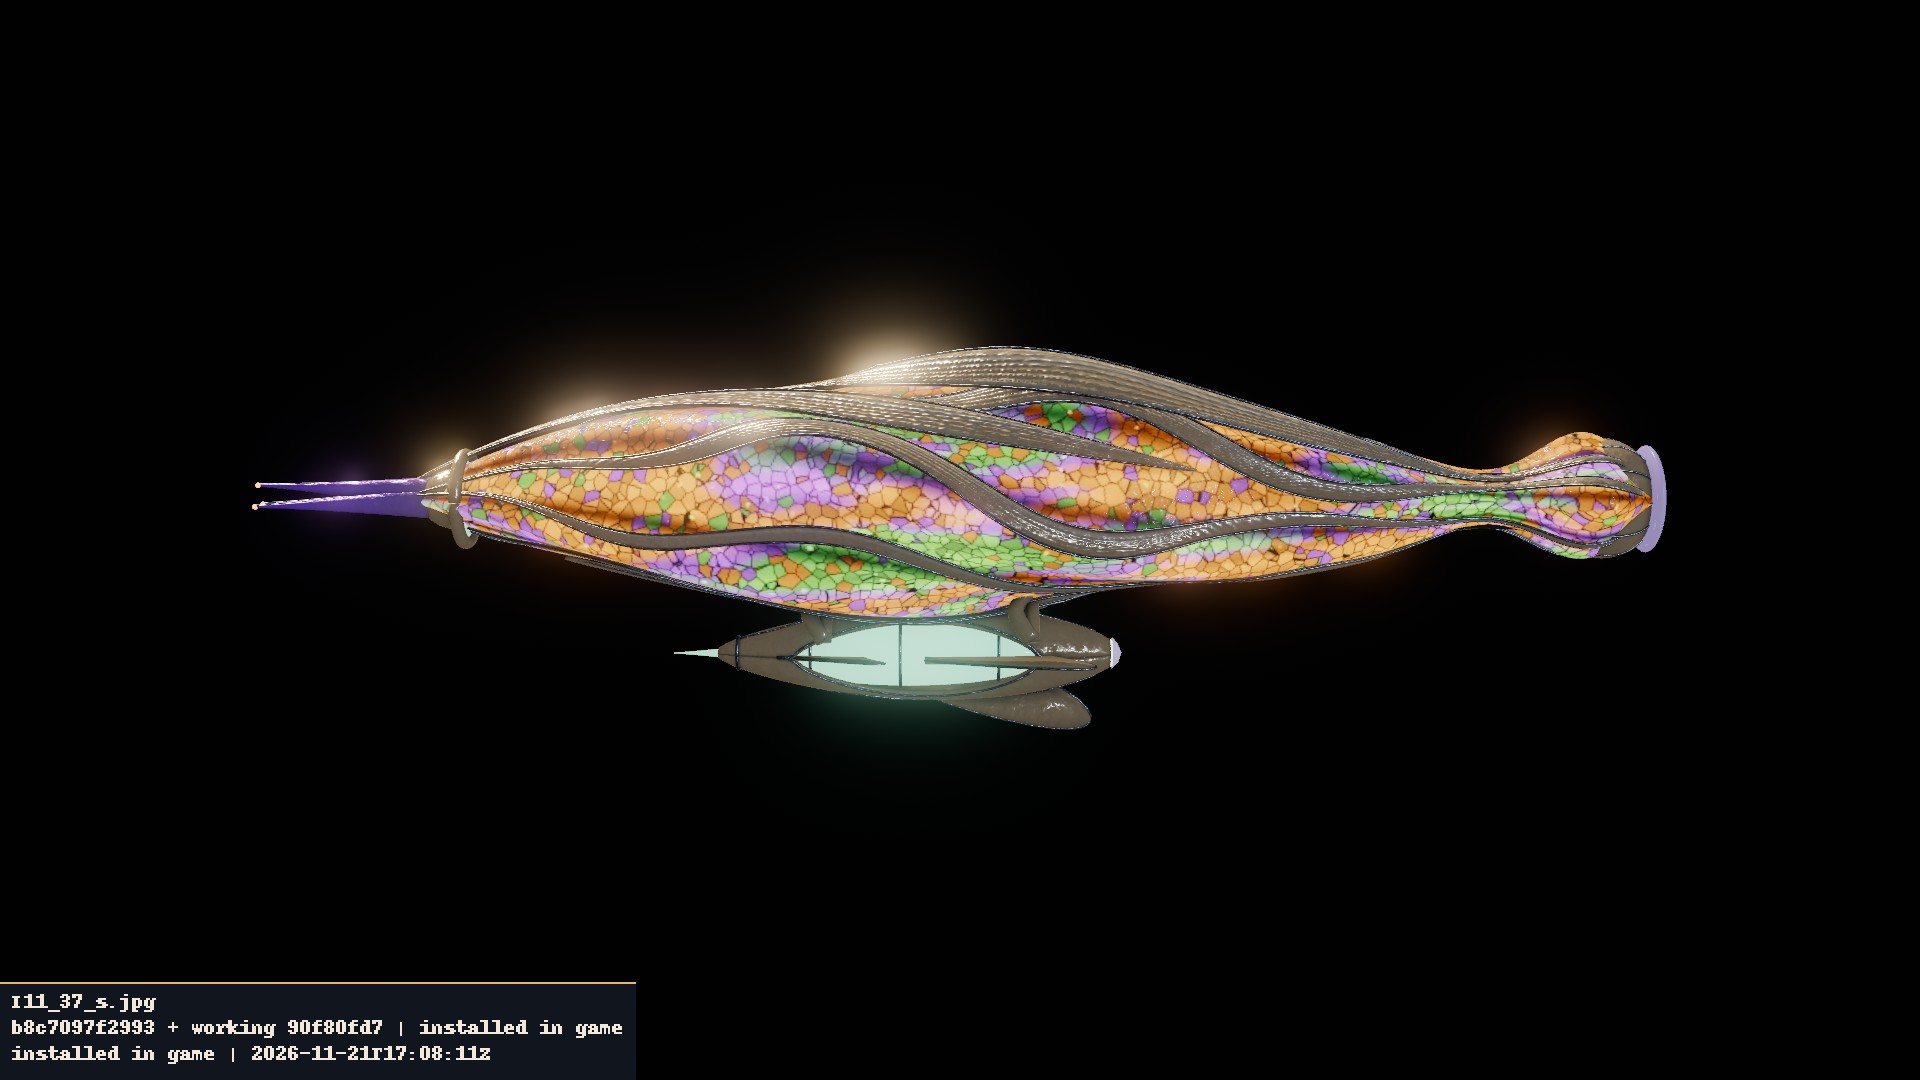 I11_37_s.jpg
b8c7097f2993 + working 90f80fd7 | installed in game
installed in game | 2026-11-21T17:08:11Z